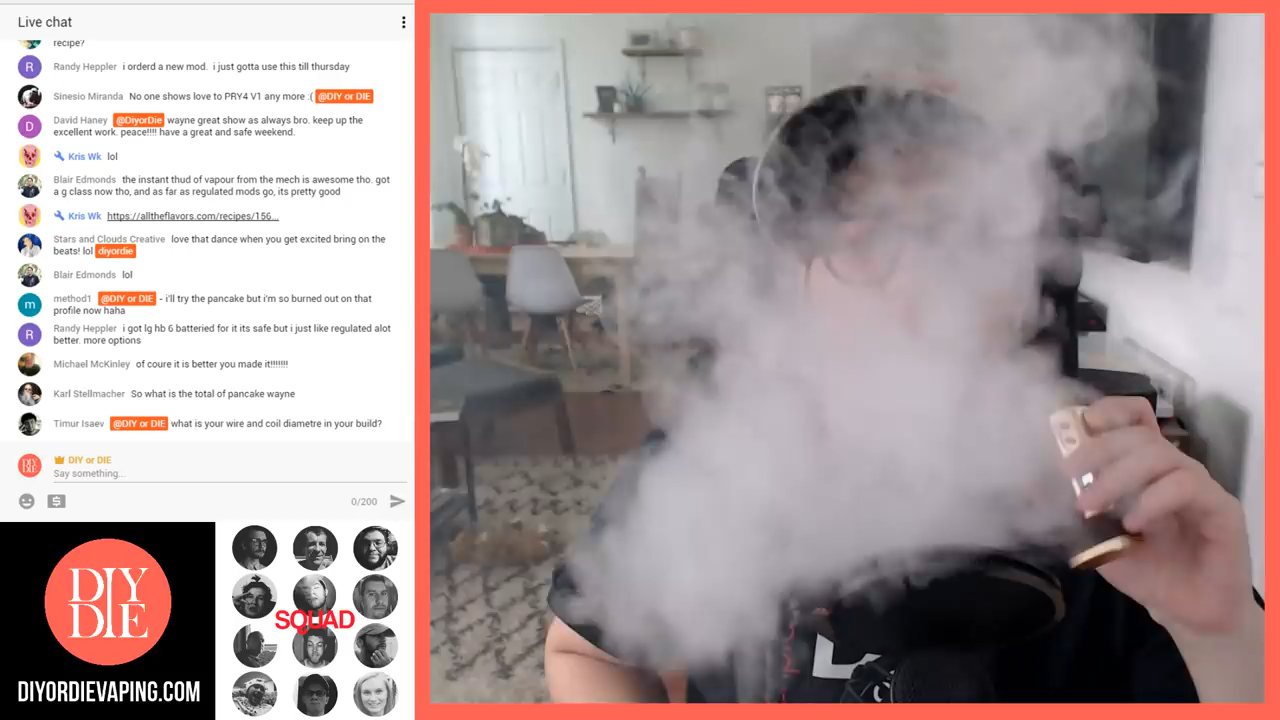 Live chat
recipe?
R Randy Heppler i orderd a new mod. i just gotta use this till thursday
Sinesio Miranda No one shows love to PRY4 V1 any more :( @DIY or DIE
D David Haney @DiyorDie wayne great show as always bro. keep up the
excellent work. peace!!!! have a great and safe weekend.
Kris Wk lol
Blair Edmonds the instant thud of vapour from the mech is awesome tho. got
a g class now tho, and as far as regulated mods go, its pretty good
Kris Wk https://alltheflavors.com/recipes/156...
Stars and Clouds Creative love that dance when you get excited bring on the
beats! lol diyordie
Blair Edmonds lol
m method1 @DIY or DIE - i'll try the pancake but i'm so burned out on that
profile now haha
R Randy Heppler i got lg hb 6 batteried for it its safe but i just like regulated alot
better. more options
Michael McKinley of coure it is better you made it!!!!!!!
Karl Stellmacher So what is the total of pancake wayne
Timur Isaev @DIY or DIE what is your wire and coil diametre in your build?
DIY or DIE
Say something...
0/200
DIY
DIE
DIYORDIEVAPING.COM
SQUAD